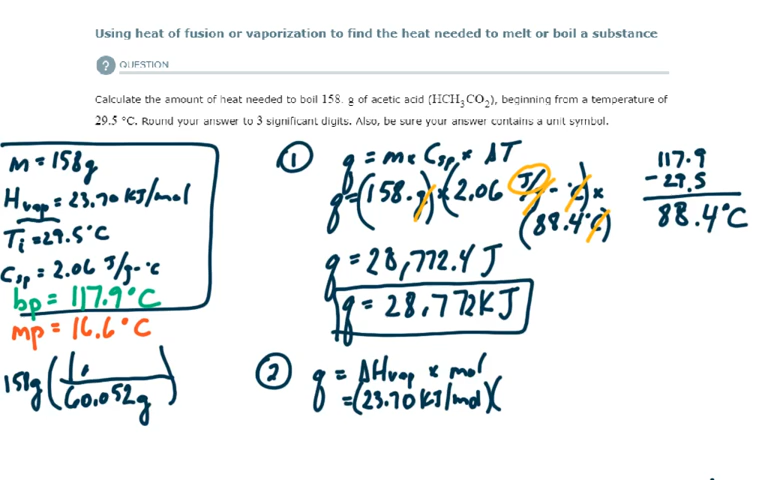 Using heat of fusion or vaporization to find the heat needed to melt or boil a substance
? QUESTION
Calculate the amount of heat needed to boil 158. g of acetic acid (HCH₃CO₂), beginning from a temperature of
29.5 °C. Round your answer to 3 significant digits. Also, be sure your answer contains a unit symbol.
m = 158g
Hvap = 23.70 KJ/mol
Ti = 29.5°C
Csp = 2.06 J/g-°C
bp = 117.9°C
mp = 16.6°C
158g (1.
60.052g)
① q = m × Csp × ΔT
q = (158.g) × (2.06 J/g-°C) ×
(88.4°C)
q = 28,772.4 J
q = 28.772 KJ
② q = ΔHvap × mol
= (23.70 KJ/mol)(
117.9
- 29.5
88.4°C